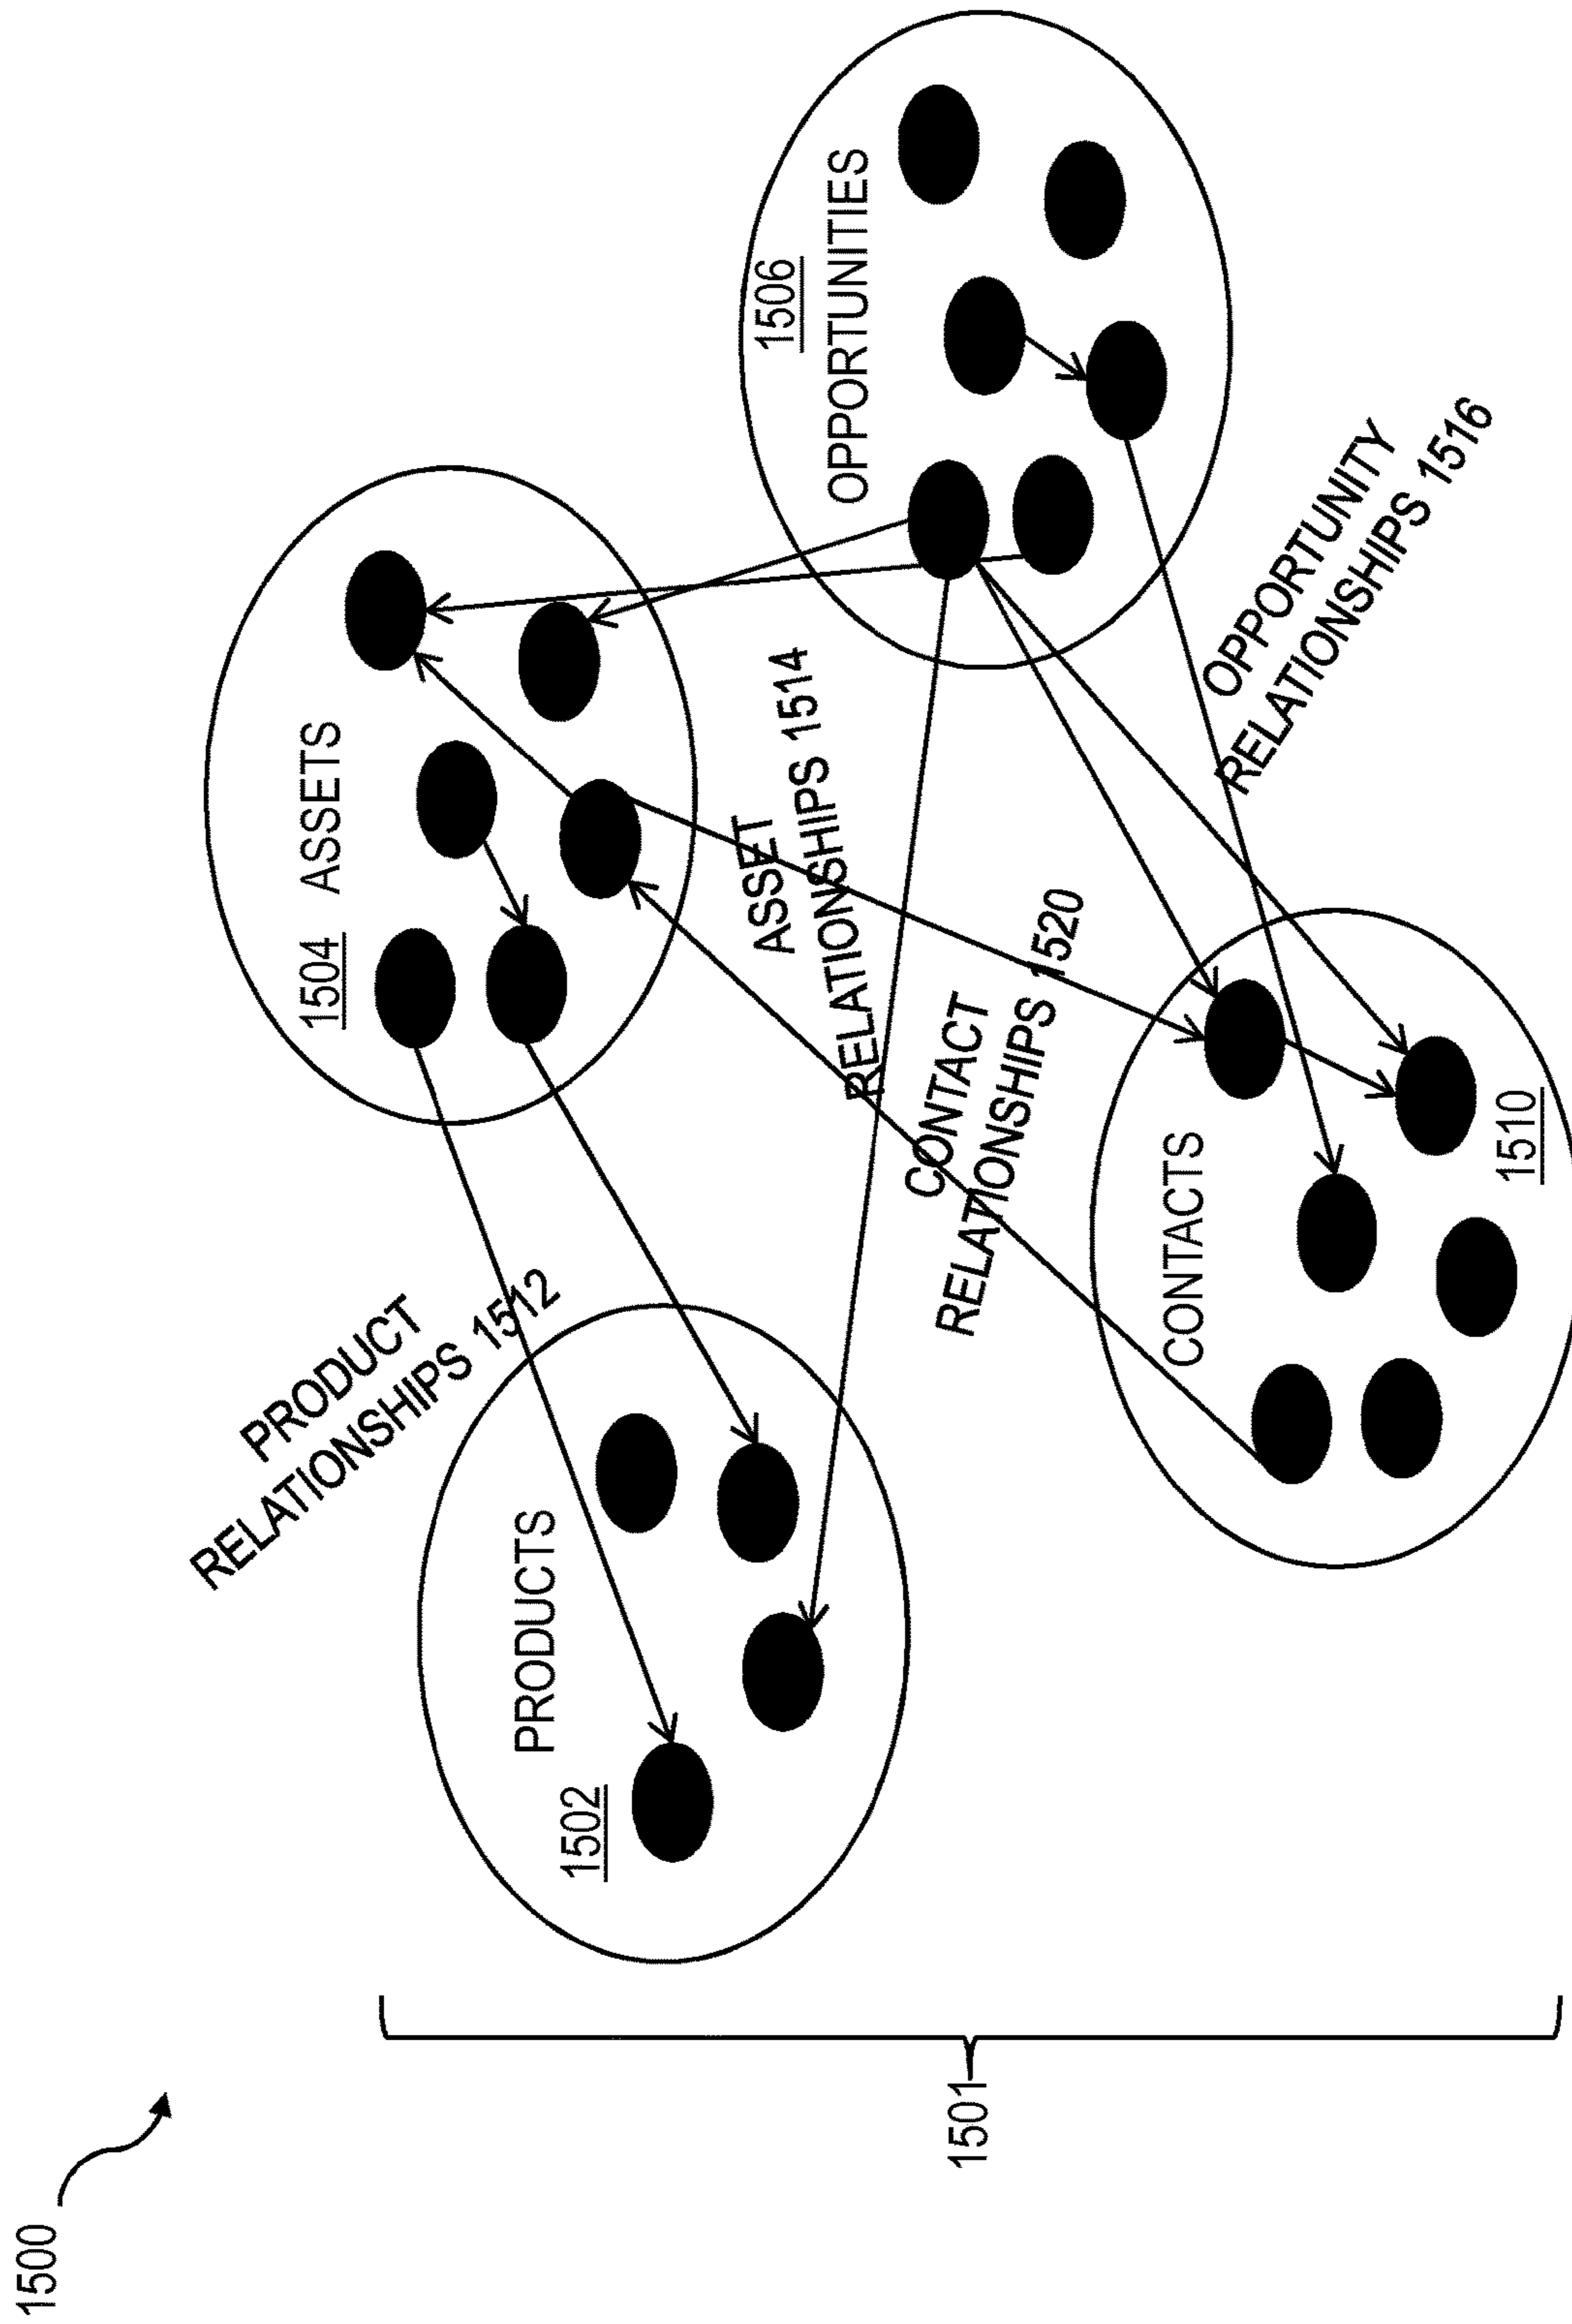 1500
1501
1502
PRODUCTS
PRODUCT
RELATIONSHIPS 1512
1504
ASSETS
ASSET
RELATIONSHIPS 1514
1506
OPPORTUNITIES
CONTACT
RELATIONSHIPS 1520
OPPORTUNITY
RELATIONSHIPS 1516
CONTACTS
1510